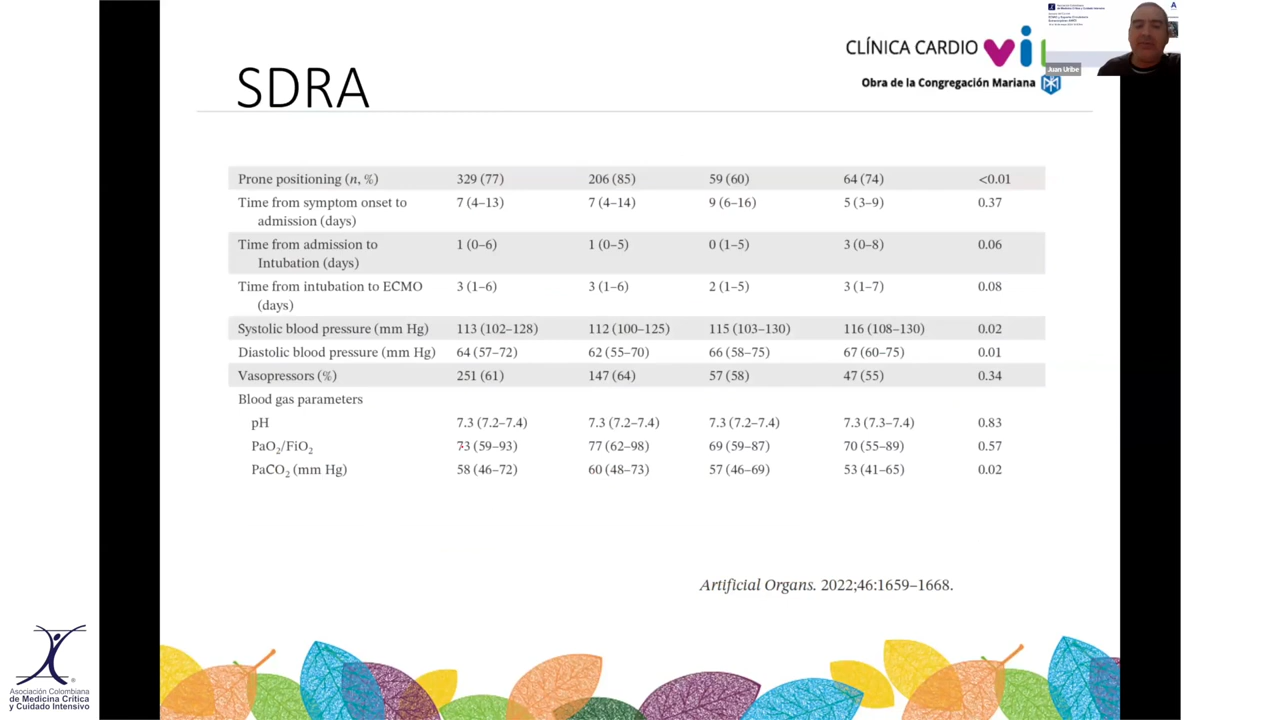 CLÍNICA CARDIO VI
Obra de la Congregación Mariana
Juan Uribe
SDRA
Prone positioning (n, %) 329 (77) 206 (85) 59 (60) 64 (74) <0.01
Time from symptom onset to admission (days) 7 (4–13) 7 (4–14) 9 (6–16) 5 (3–9) 0.37
Time from admission to Intubation (days) 1 (0–6) 1 (0–5) 0 (1–5) 3 (0–8) 0.06
Time from intubation to ECMO (days) 3 (1–6) 3 (1–6) 2 (1–5) 3 (1–7) 0.08
Systolic blood pressure (mm Hg) 113 (102–128) 112 (100–125) 115 (103–130) 116 (108–130) 0.02
Diastolic blood pressure (mm Hg) 64 (57–72) 62 (55–70) 66 (58–75) 67 (60–75) 0.01
Vasopressors (%) 251 (61) 147 (64) 57 (58) 47 (55) 0.34
Blood gas parameters
pH 7.3 (7.2–7.4) 7.3 (7.2–7.4) 7.3 (7.2–7.4) 7.3 (7.3–7.4) 0.83
PaO₂/FiO₂ 73 (59–93) 77 (62–98) 69 (59–87) 70 (55–89) 0.57
PaCO₂ (mm Hg) 58 (46–72) 60 (48–73) 57 (46–69) 53 (41–65) 0.02
Artificial Organs. 2022;46:1659–1668.
Asociación Colombiana
de Medicina Crítica
y Cuidado Intensivo